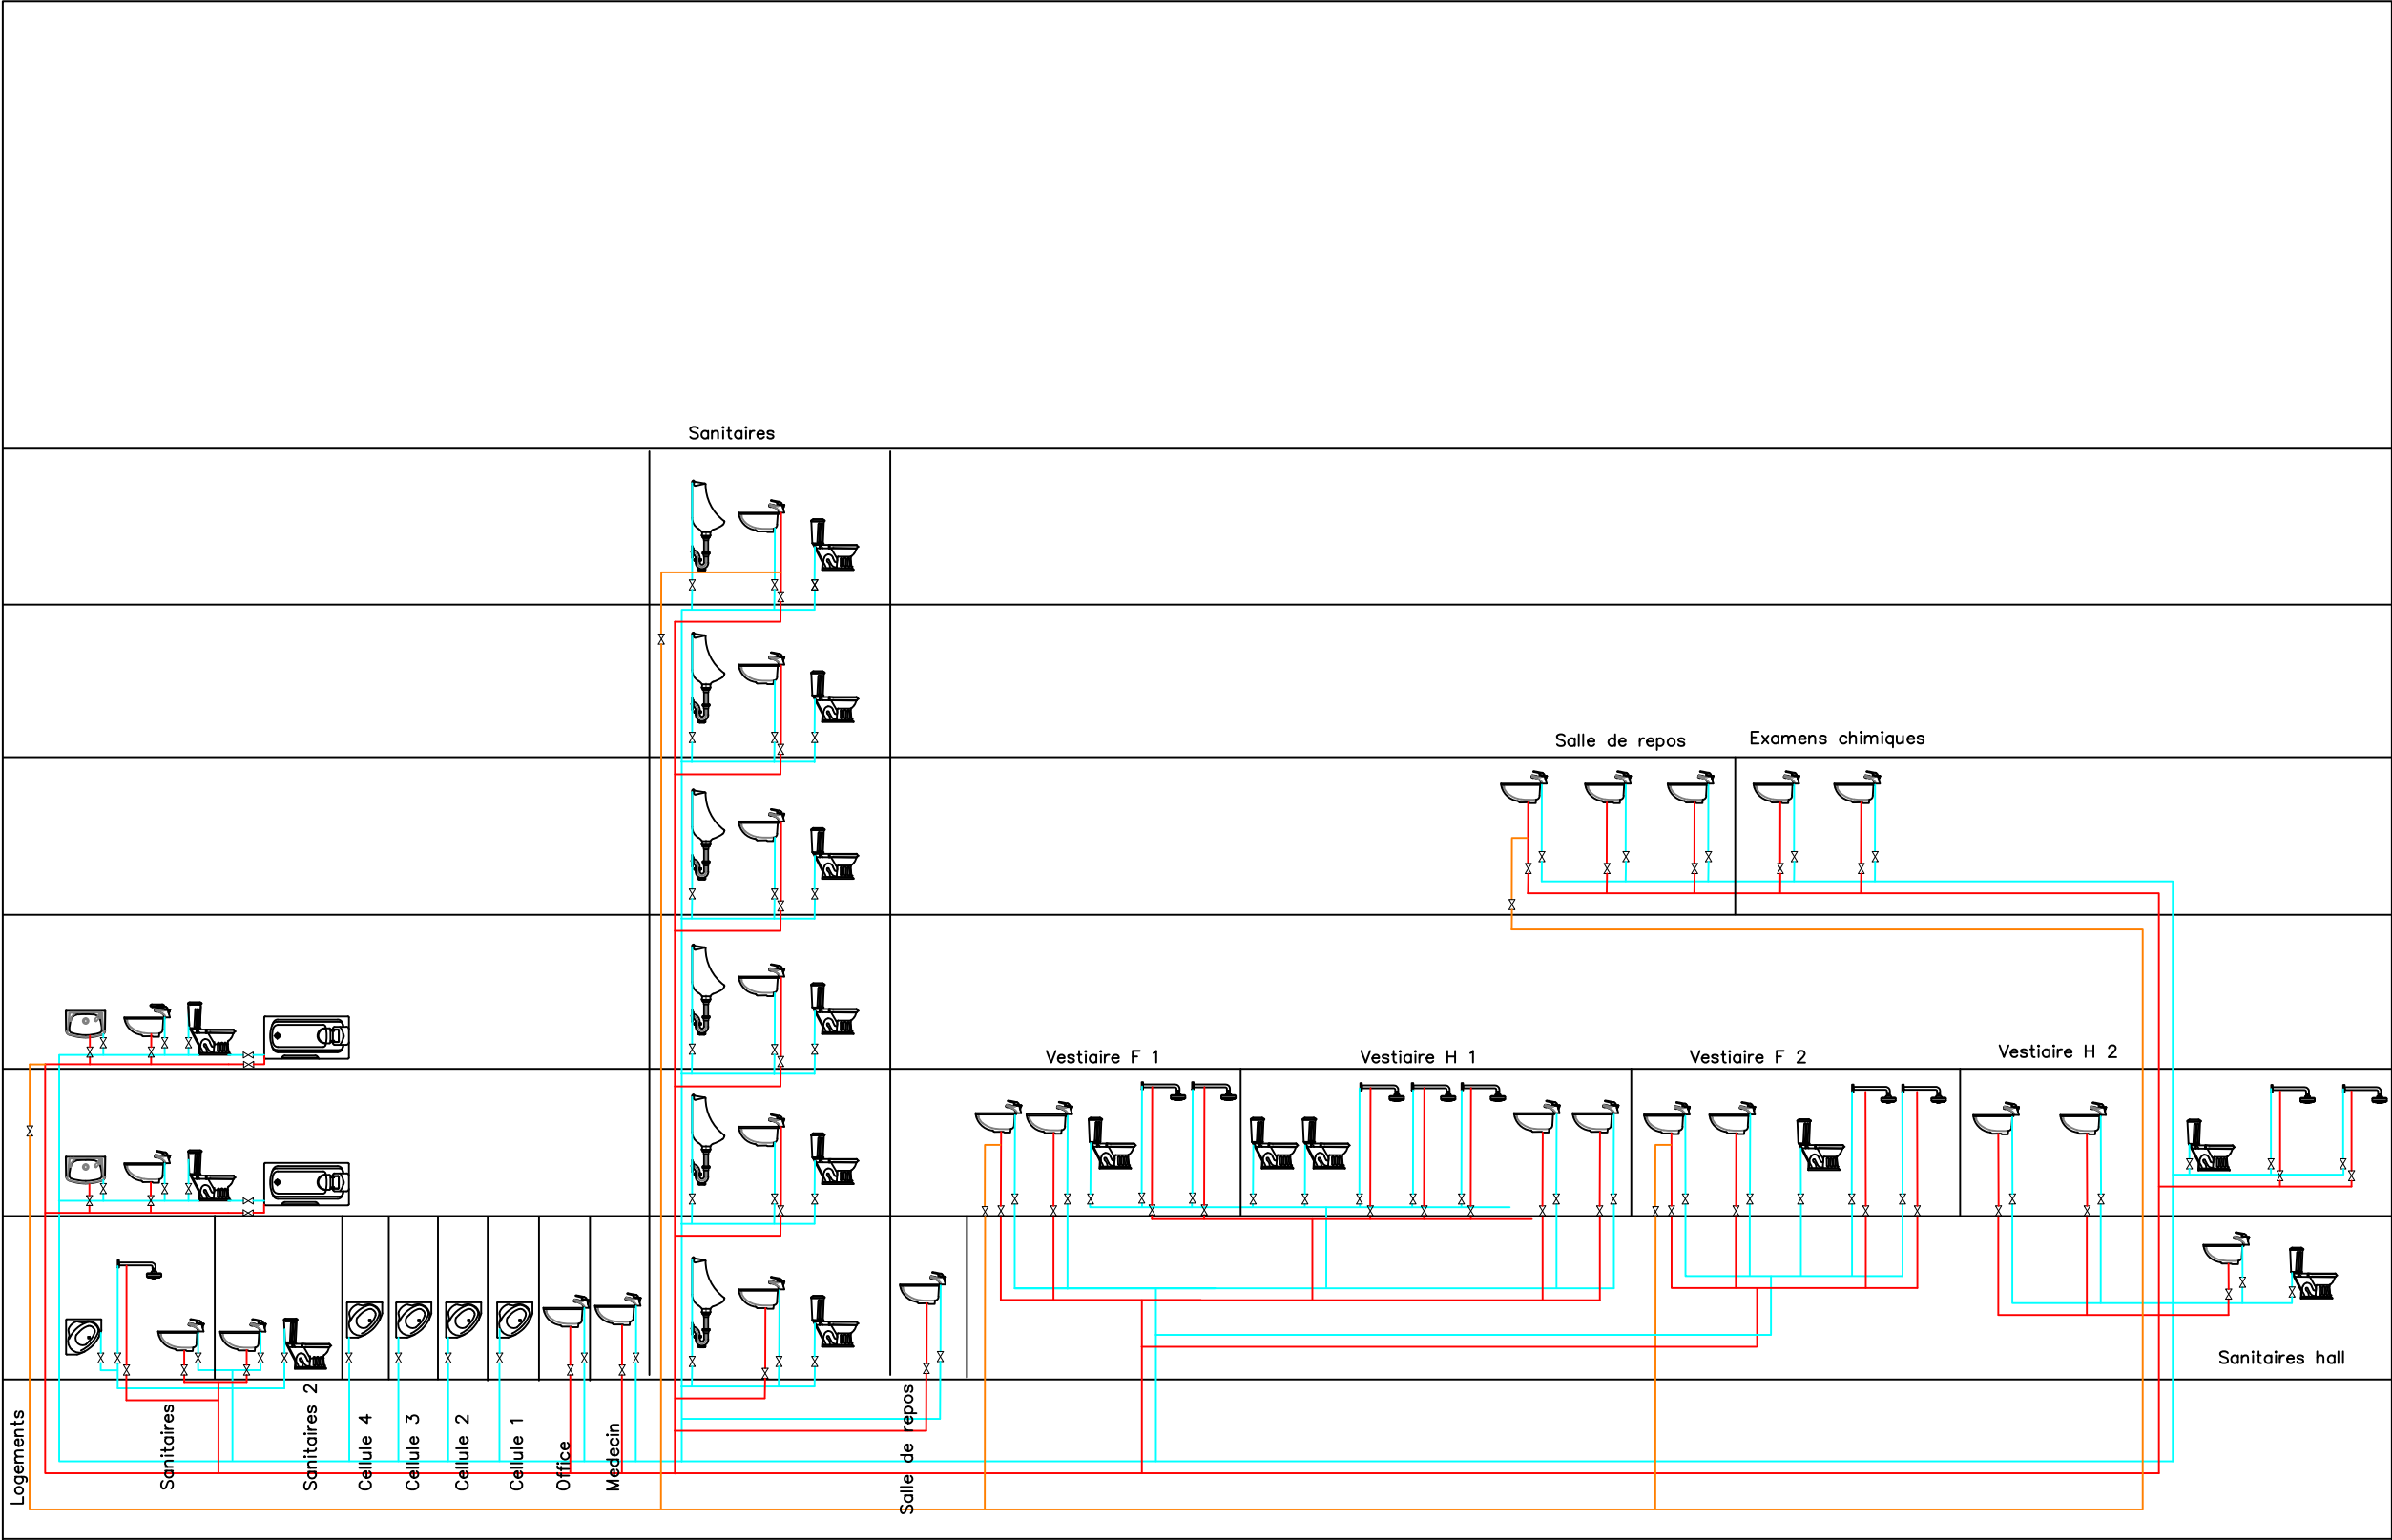 Sanitaires
Salle de repos
Examens chimiques
Vestiaire F 1
Vestiaire H 1
Vestiaire F 2
Vestiaire H 2
Sanitaires hall
Logements
Sanitaires
Sanitaires 2
Cellule 4
Cellule 3
Cellule 2
Cellule 1
Office
Medecin
Salle de repos